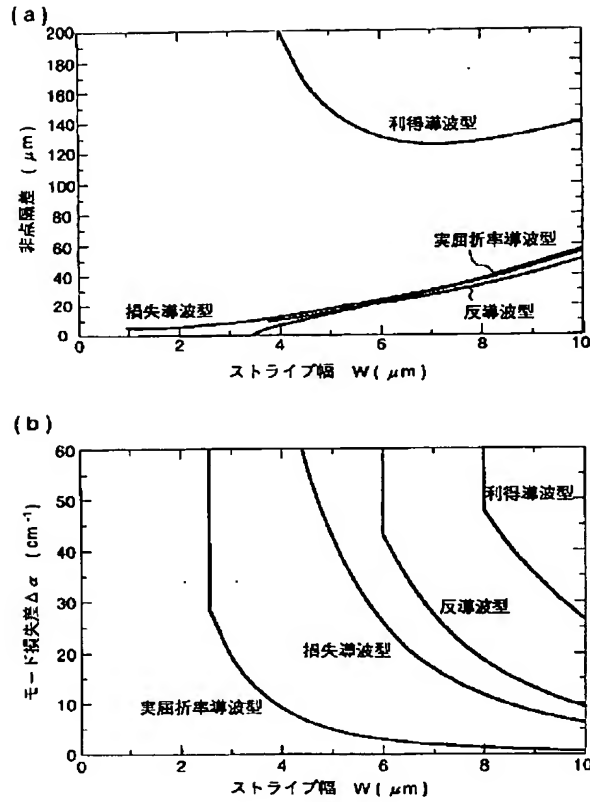 (a)
200
180
160
140
120
100
80
60
40
20
0
非点隔差 (μm)
利得導波型
実屈折率導波型
損失導波型
反導波型
0 2 4 6 8 10
ストライプ幅 W(μm)
(b)
60
50
40
30
20
10
0
モード損失差Δα (cm⁻¹)
利得導波型
反導波型
損失導波型
実屈折率導波型
0 2 4 6 8 10
ストライプ幅 W(μm)